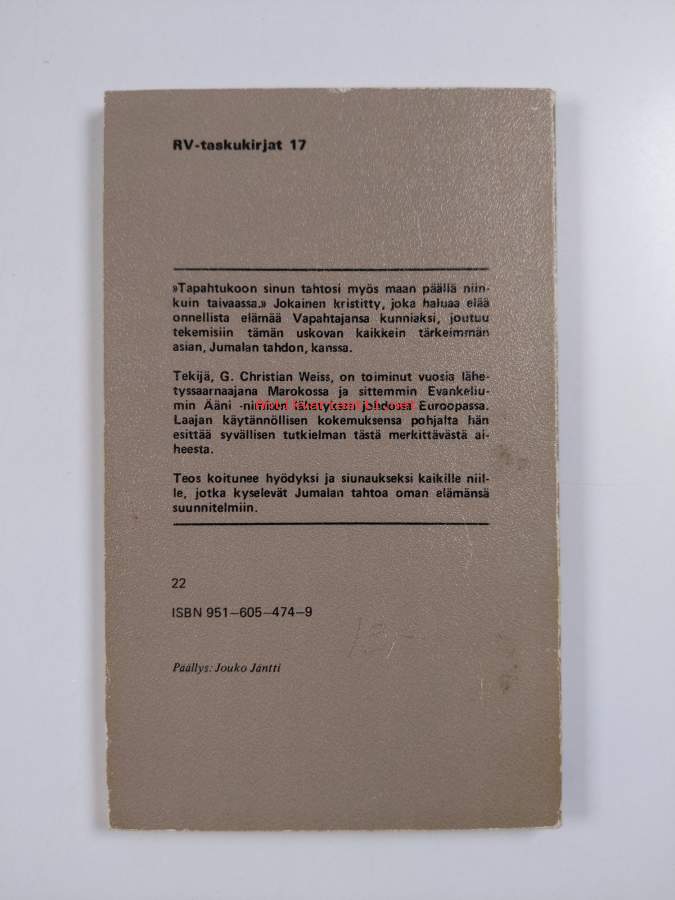 RV-taskukirjat 17
»Tapahtukoon sinun tahtosi myös maan päällä niin-
kuin taivaassa.» Jokainen kristitty, joka haluaa elää
onnellista elämää Vapahtajansa kunniaksi, joutuu
tekemisiin tämän uskovan kaikkein tärkeimmän
asian, Jumalan tahdon, kanssa.
Tekijä, G. Christian Weiss, on toiminut vuosia lähe-
tyssaarnaajana Marokossa ja sittemmin Evankeliu-
min Ääni -nimisen lähetyksen johdossa Euroopassa.
Laajan käytännöllisen kokemuksensa pohjalta hän
esittää syvällisen tutkielman tästä merkittävästä ai-
heesta.
Teos koitunee hyödyksi ja siunaukseksi kaikille niil-
le, jotka kyselevät Jumalan tahtoa oman elämänsä
suunnitelmiin.
22
ISBN 951–605–474–9
13,-
Päällys: Jouko Jäntti